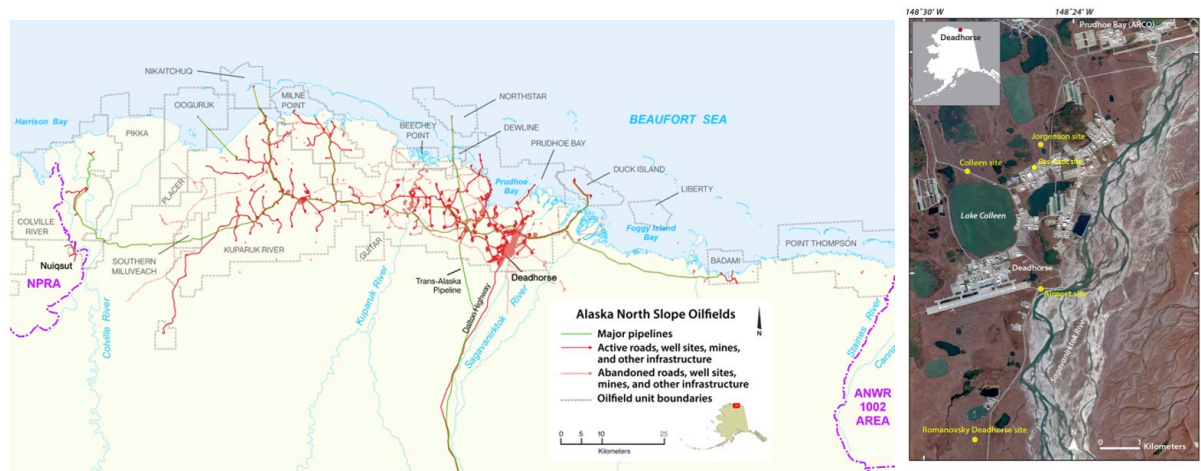 NIKAITCHUQ
OOGURUK
MILNE
POINT
NORTHSTAR
Harrison Bay
PIKKA
BEECHEY
POINT
DEWLINE
BEAUFORT SEA
PRUDHOE BAY
Prudhoe
Bay
DUCK ISLAND
LIBERTY
PLACER
COLVILLE
RIVER
Foggy Island
Bay
POINT THOMPSON
KUPARUK RIVER
GUITAR
BADAMI
SOUTHERN
MILUVEACH
Nuiqsut
NPRA
Trans-Alaska
Pipeline
Deadhorse
Colville River
Kuparuk River
Dalton Highway
Sagavanirktok River
Staines River
ANWR
1002
AREA
Alaska North Slope Oilfields
N
Major pipelines
Active roads, well sites, mines,
and other infrastructure
Abandoned roads, well sites,
mines, and other infrastructure
Oilfield unit boundaries
0 5 10 25
Kilometers
148°30' W
148°24' W
Deadhorse
Prudhoe Bay (ARCO)
Jorgenson site
Colleen site
Lake Colleen
Deadhorse
Airport site
Sagavanirktok River
Romanovsky Deadhorse site
N
0 1
Kilometers